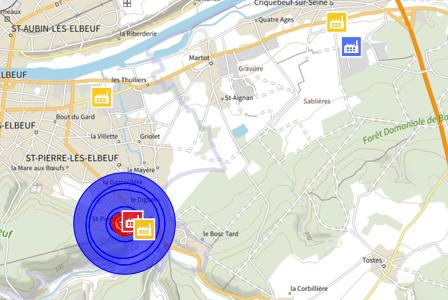 Criquebeuf-sur-Seine
Quatre Ages
ST-AUBIN-LÈS-ELBEUF
la Riberderie
Martot
Gravière
ELBEUF
les Thuilliers
St-Aignan
Sablières
Bout du Gard
la Villette
Griolet
Forêt Domaniale de Bo
S-ELBEUF
ST-PIERRE-LÈS-ELBEUF
la Mare aux Bœufs
la Mayère
le Bosc Tard
Tostes
la Corbillière